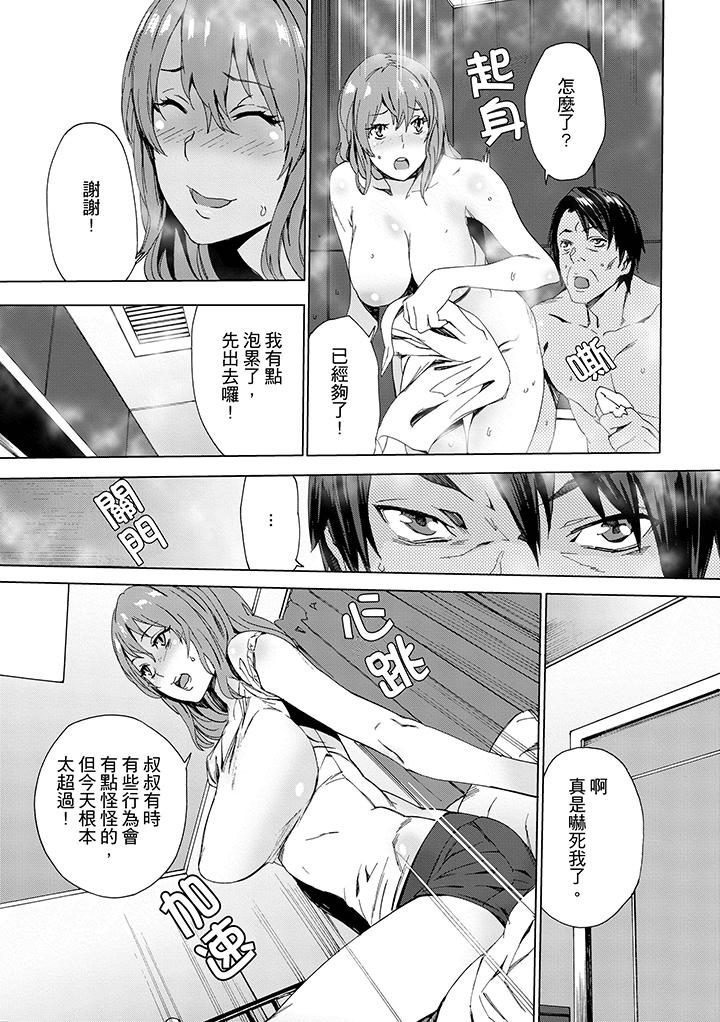 怎麼了？
起身
嘶
已經夠了！
謝謝！
我有點
泡累了，
先出去囉！
…
關門
啊
真是嚇死我了。
心跳
叔叔有時
有些行為會
有點怪怪的，
但今天根本
太超過！
加速